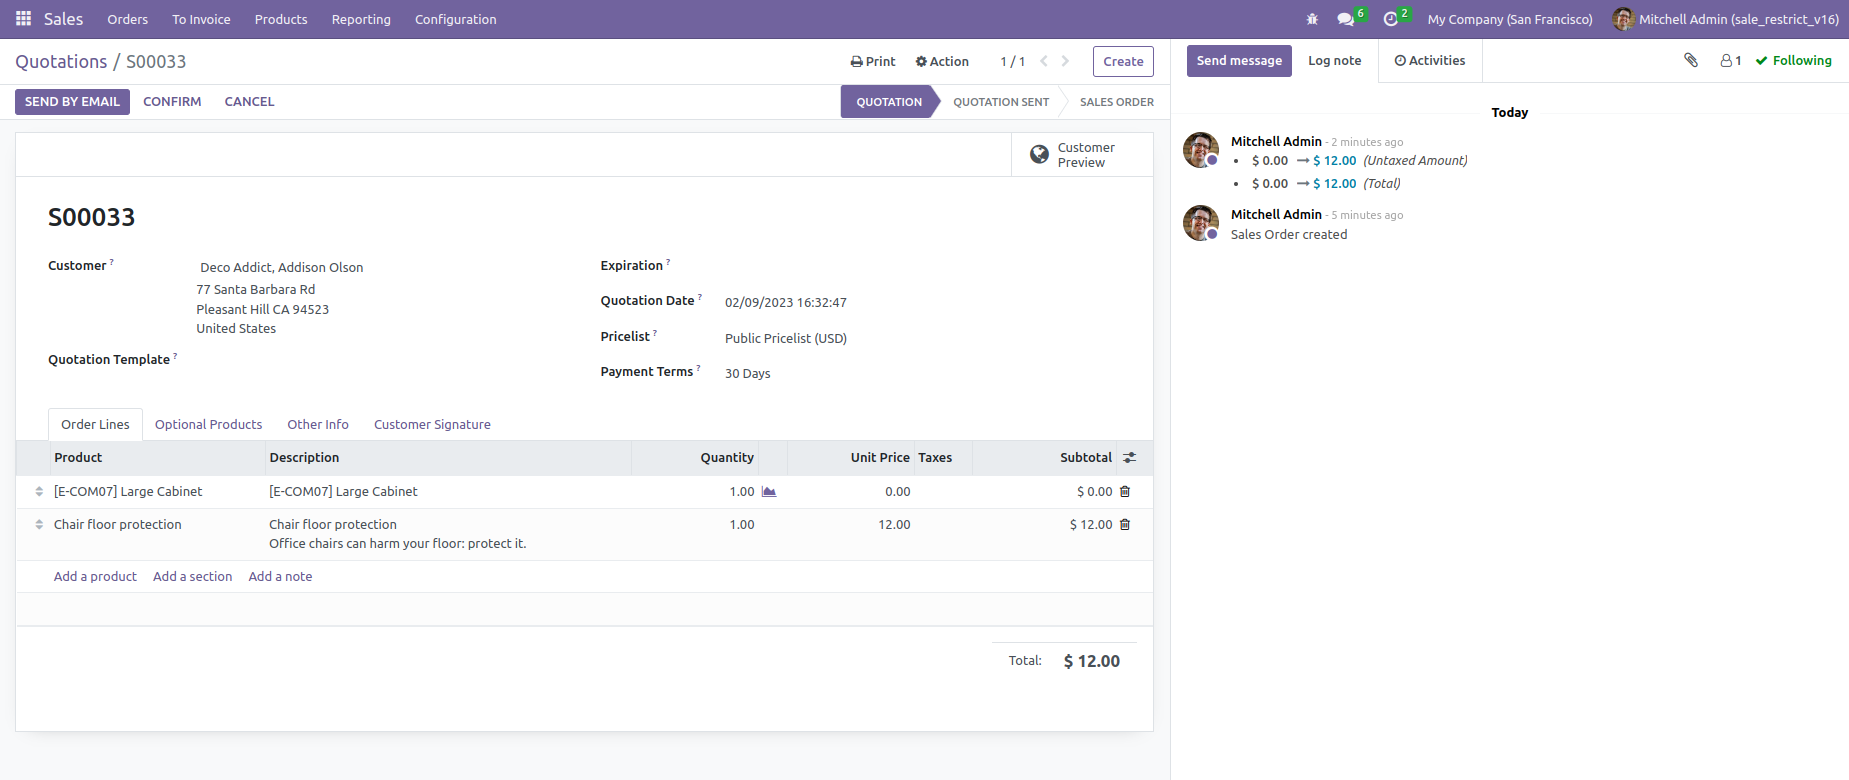 Sales Orders To Invoice Products Reporting Configuration 6 2 My Company (San Francisco) Mitchell Admin (sale_restrict_v16)
Quotations / S00033 Print Action 1 / 1 Create
SEND BY EMAIL CONFIRM CANCEL QUOTATION QUOTATION SENT SALES ORDER
Customer
Preview
S00033
Customer ? Deco Addict, Addison Olson
77 Santa Barbara Rd
Pleasant Hill CA 94523
United States
Quotation Template ?
Expiration ?
Quotation Date ? 02/09/2023 16:32:47
Pricelist ? Public Pricelist (USD)
Payment Terms ? 30 Days
Order Lines Optional Products Other Info Customer Signature
Product Description Quantity Unit Price Taxes Subtotal
[E-COM07] Large Cabinet [E-COM07] Large Cabinet 1.00 0.00 $ 0.00
Chair floor protection Chair floor protection 1.00 12.00 $ 12.00
Office chairs can harm your floor: protect it.
Add a product Add a section Add a note
Total: $ 12.00
Send message Log note Activities 1 Following
Today
Mitchell Admin - 2 minutes ago
• $ 0.00 → $ 12.00 (Untaxed Amount)
• $ 0.00 → $ 12.00 (Total)
Mitchell Admin - 5 minutes ago
Sales Order created